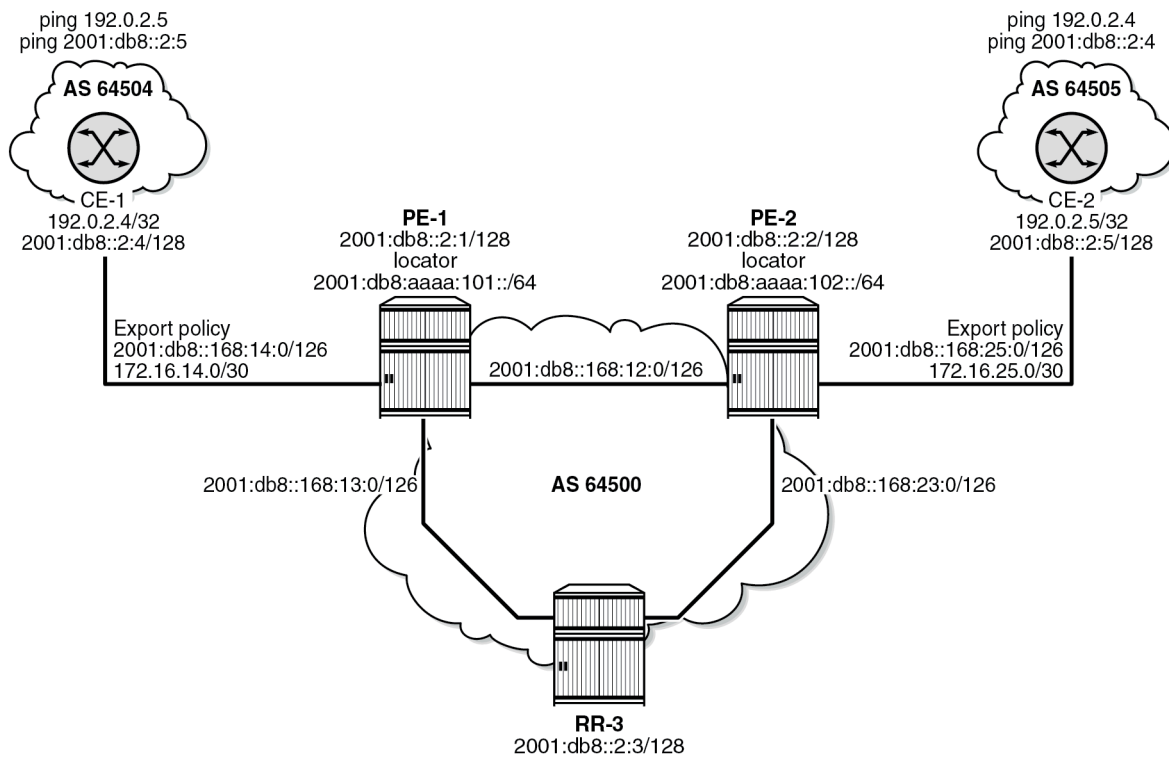 ping 192.0.2.5
ping 2001:db8::2:5
AS 64504
CE-1
192.0.2.4/32
2001:db8::2:4/128
ping 192.0.2.4
ping 2001:db8::2:4
AS 64505
CE-2
192.0.2.5/32
2001:db8::2:5/128
PE-1
2001:db8::2:1/128
locator
2001:db8:aaaa:101::/64
PE-2
2001:db8::2:2/128
locator
2001:db8:aaaa:102::/64
Export policy
2001:db8::168:14:0/126
172.16.14.0/30
2001:db8::168:12:0/126
Export policy
2001:db8::168:25:0/126
172.16.25.0/30
2001:db8::168:13:0/126
AS 64500
2001:db8::168:23:0/126
RR-3
2001:db8::2:3/128